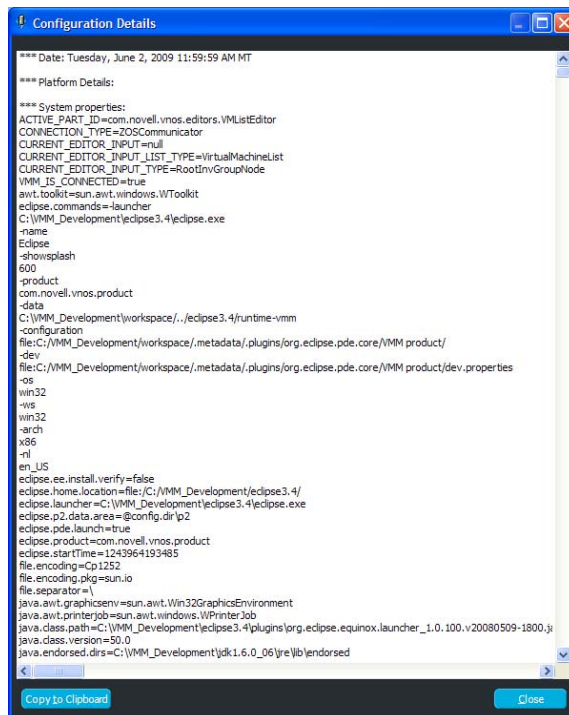 Configuration Details
*** Date: Tuesday, June 2, 2009 11:59:59 AM MT
*** Platform Details:
*** System properties:
ACTIVE_PART_ID=com.novell.vnos.editors.VMListEditor
CONNECTION_TYPE=ZOSCommunicator
CURRENT_EDITOR_INPUT=null
CURRENT_EDITOR_INPUT_LIST_TYPE=VirtualMachineList
CURRENT_EDITOR_INPUT_TYPE=RootInvGroupNode
VMM_IS_CONNECTED=true
awt.toolkit=sun.awt.windows.WToolkit
eclipse.commands=-launcher
C:\VMM_Development\eclipse3.4\eclipse.exe
-name
Eclipse
-showsplash
600
-product
com.novell.vnos.product
-data
C:\VMM_Development\workspace/../eclipse3.4/runtime-vmm
-configuration
file:C:/VMM_Development/workspace/.metadata/.plugins/org.eclipse.pde.core/VMM product/
-dev
file:C:/VMM_Development/workspace/.metadata/.plugins/org.eclipse.pde.core/VMM product/dev.properties
-os
win32
-ws
win32
-arch
x86
-nl
en_US
eclipse.ee.install.verify=false
eclipse.home.location=file:/C:/VMM_Development/eclipse3.4/
eclipse.launcher=C:\VMM_Development\eclipse3.4\eclipse.exe
eclipse.p2.data.area=@config.dir\p2
eclipse.pde.launch=true
eclipse.product=com.novell.vnos.product
eclipse.startTime=1243964193485
file.encoding=Cp1252
file.encoding.pkg=sun.io
file.separator=\
java.awt.graphicsenv=sun.awt.Win32GraphicsEnvironment
java.awt.printerjob=sun.awt.windows.WPrinterJob
java.class.path=C:\VMM_Development\eclipse3.4\plugins\org.eclipse.equinox.launcher_1.0.100.v20080509-1800.ja
java.class.version=50.0
java.endorsed.dirs=C:\VMM_Development\jdk1.6.0_06\jre\lib\endorsed
Copy to Clipboard
Close